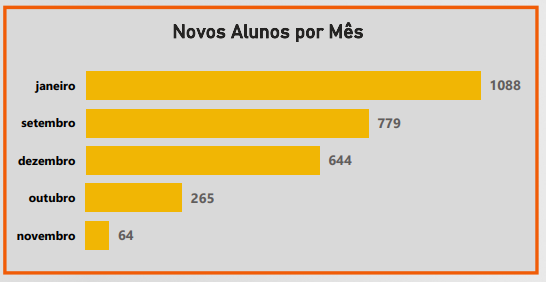 Novos Alunos por Mês
janeiro 1088
setembro 779
dezembro 644
outubro 265
novembro 64